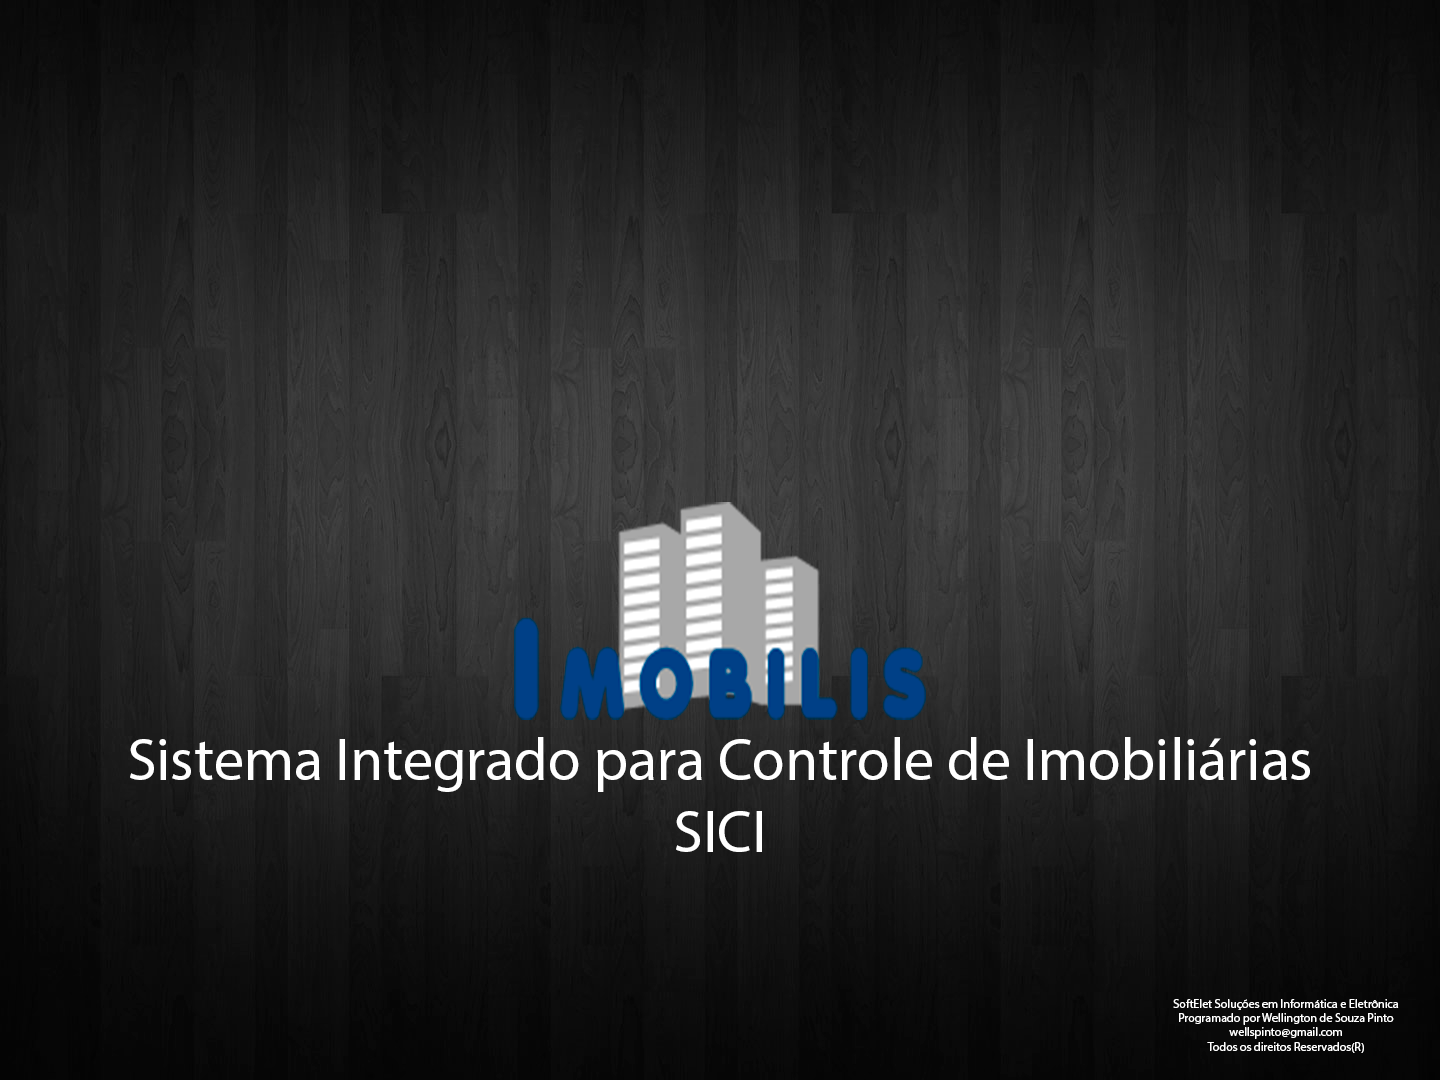 IMOBILIS
Sistema Integrado para Controle de Imobiliárias
SICI
SoftElet Soluções em Informática e Eletrônica
Programado por Wellington de Souza Pinto
wellspinto@gmail.com
Todos os direitos Reservados(R)